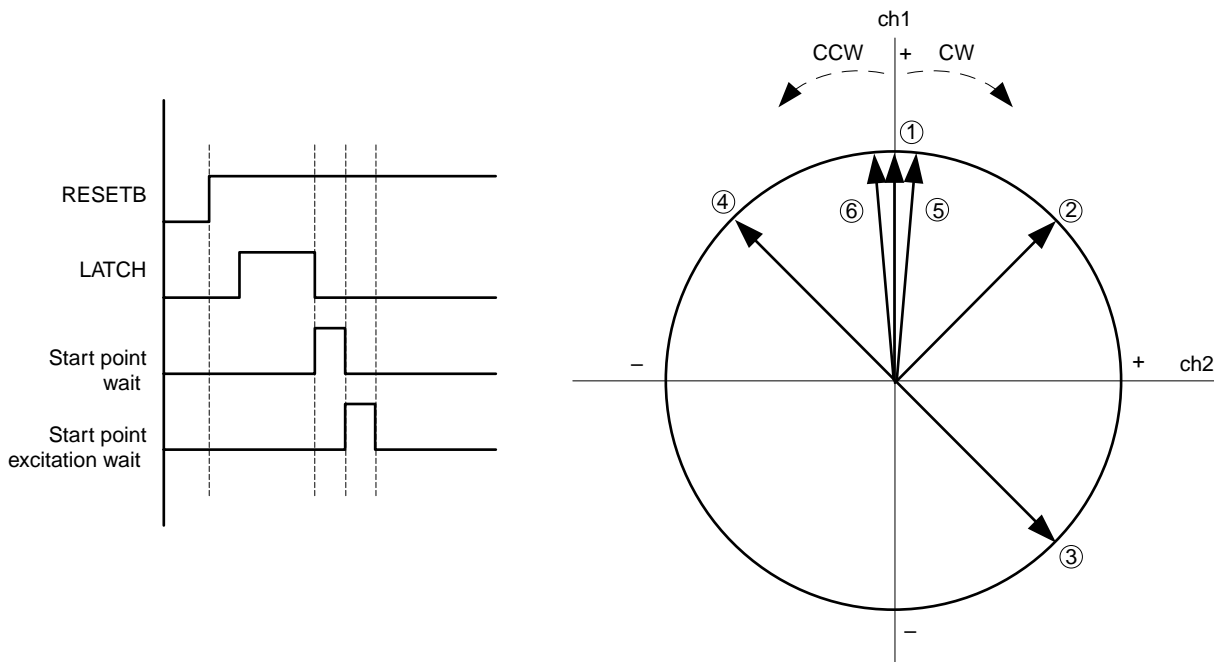 RESETB
LATCH
Start point
wait
Start point
excitation wait
ch1
CCW
+
CW
①
④
⑥
⑤
②
–
+
ch2
③
–